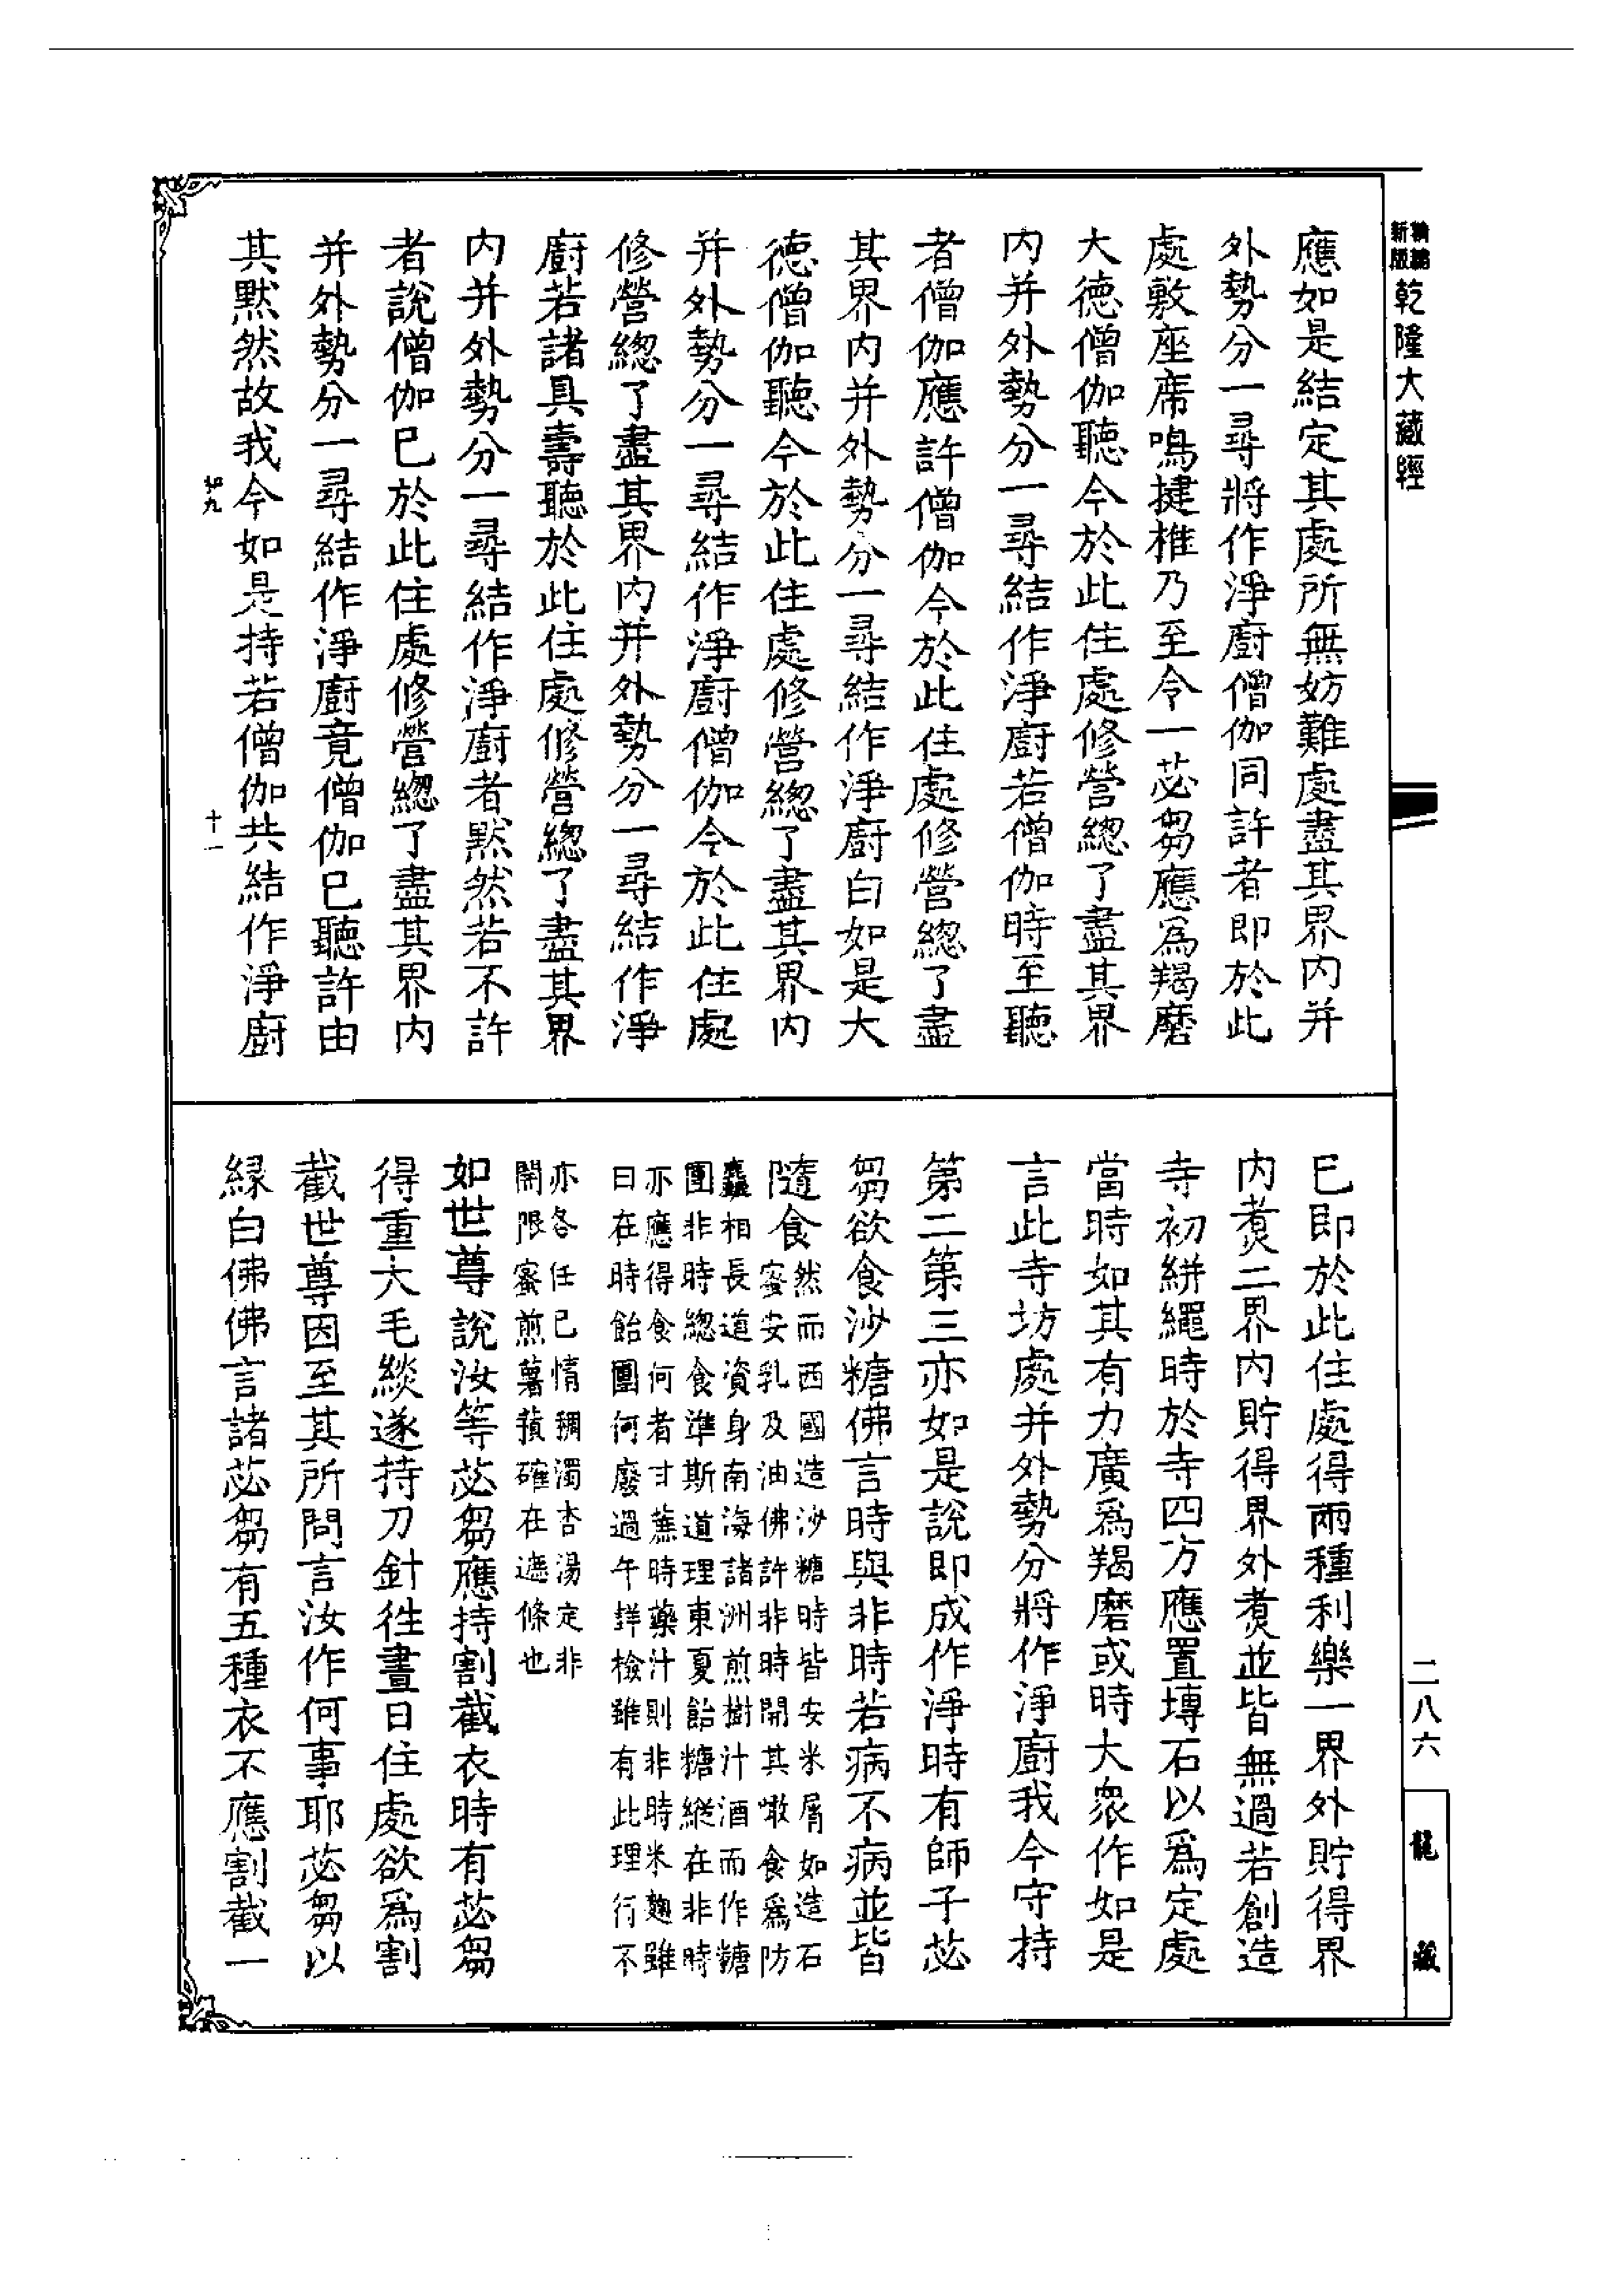 新編縮版乾隆大藏經
應如是結定其處所無妨難處盡其界内并
外勢分一尋將作淨廚僧伽同許者即於此
處敷座席鳴揵椎乃至令一苾芻應爲羯磨
大德僧伽聽今於此住處修營總了盡其界
内并外勢分一尋結作淨廚若僧伽時至聽
者僧伽應許僧伽今於此住處修營總了盡
其界内并外勢分一尋結作淨廚白如是大
德僧伽聽今於此住處修營總了盡其界内
并外勢分一尋結作淨廚僧伽今於此住處
修營總了盡其界内并外勢分一尋結作淨
廚若諸具壽聽於此住處修營總了盡其界
内并外勢分一尋結作淨廚者默然若不許
者說僧伽巳於此住處修營總了盡其界内
并外勢分一尋結作淨廚竟僧伽巳聽許由
其默然故我今如是持若僧伽共結作淨廚
如九
十一
巳即於此住處得兩種利樂一界外貯得界
内煑二界内貯得界外煑並皆無過若創造
寺初絣繩時於寺四方應置塼石以爲定處
當時如其有力廣爲羯磨或時大衆作如是
言此寺坊處并外勢分將作淨廚我今守持
第二第三亦如是說即成作淨時有師子苾
芻欲食沙糖佛言時與非時若病不病並皆
隨食
然而西國造沙糖時皆安米屑如造石
蜜安乳及油佛許非時開其噉食爲防
麤相長道資身南海諸洲煎樹汁酒而作糖
團非時總食準斯道理東夏飴糖縱在非時
亦應得食何者甘蔗時藥汁則非時米麴雖
曰在時飴團何廢過午詳檢雖有此理行不
亦各任巳情稠濁杏湯定非
開限蜜煎薯蕷確在遮條也
如世尊說汝等苾芻應持割截衣時有苾芻
得重大毛緂遂持刀針徃晝日住處欲爲割
截世尊因至其所問言汝作何事耶苾芻以
緣白佛佛言諸苾芻有五種衣不應割截一
二八六
龍藏